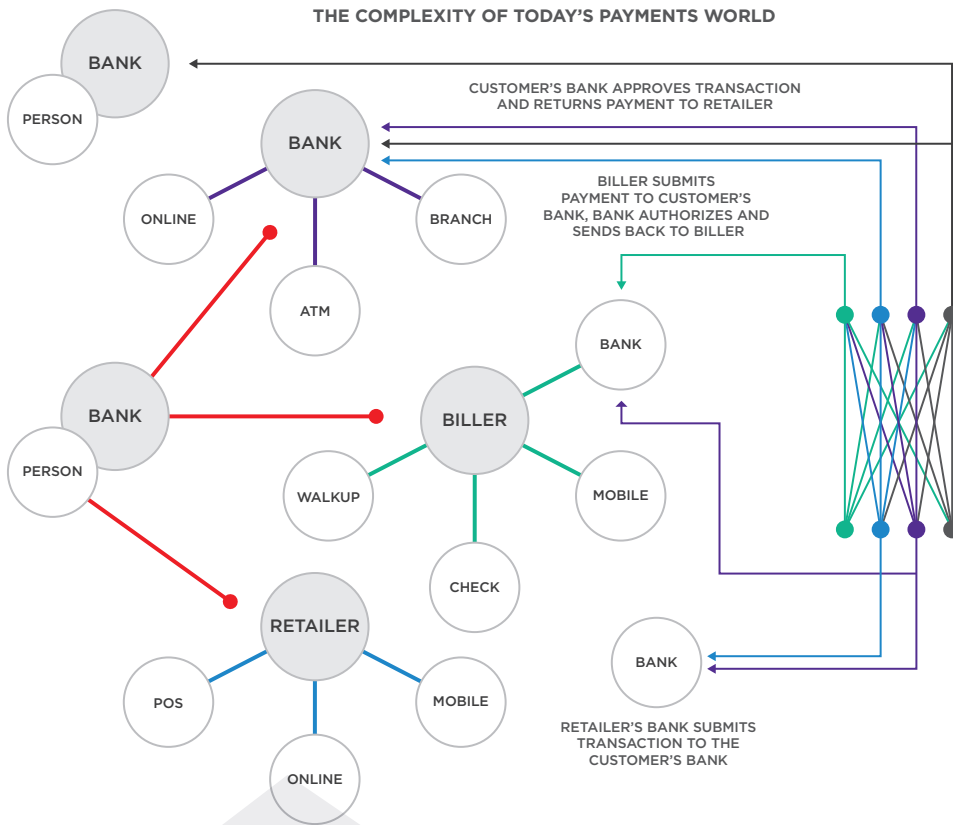 THE COMPLEXITY OF TODAY'S PAYMENTS WORLD
BANK
PERSON
CUSTOMER'S BANK APPROVES TRANSACTION
AND RETURNS PAYMENT TO RETAILER
BANK
ONLINE
BRANCH
ATM
BILLER SUBMITS
PAYMENT TO CUSTOMER'S
BANK, BANK AUTHORIZES AND
SENDS BACK TO BILLER
BANK
BANK
PERSON
BILLER
WALKUP
MOBILE
CHECK
RETAILER
POS
MOBILE
ONLINE
BANK
RETAILER'S BANK SUBMITS
TRANSACTION TO THE
CUSTOMER'S BANK